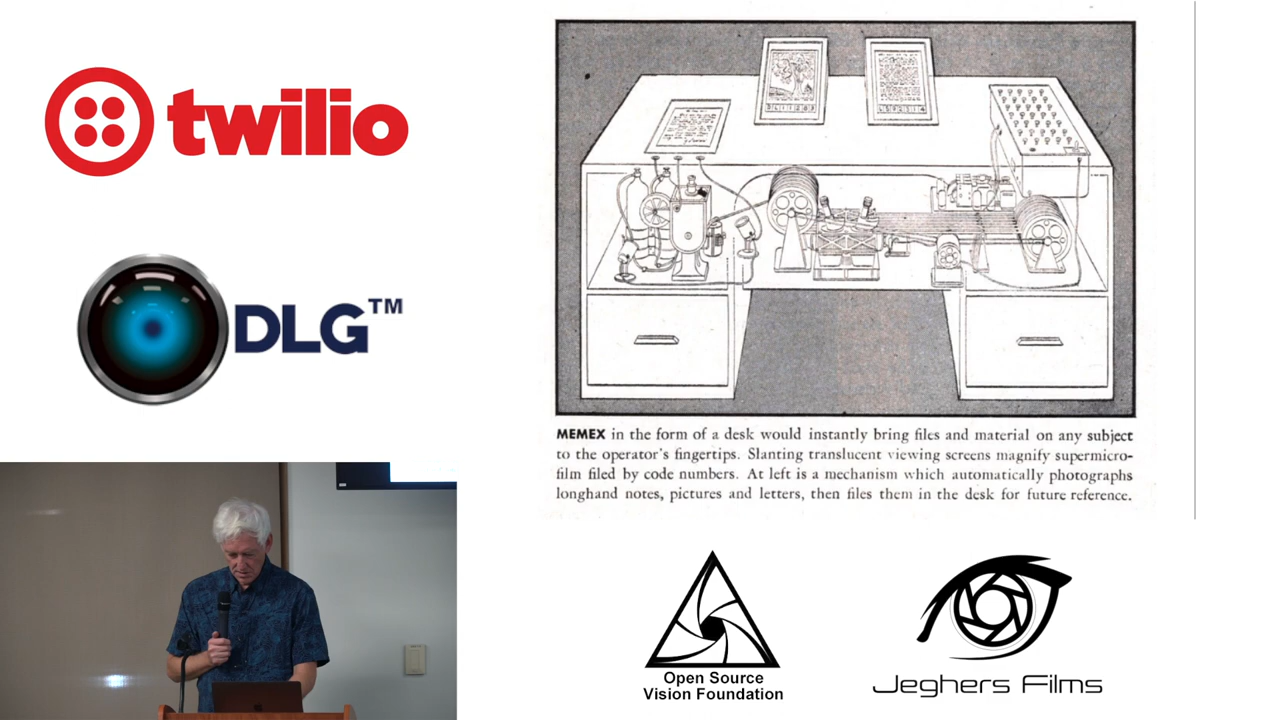 twilio
DLG™
MEMEX in the form of a desk would instantly bring files and material on any subject
to the operator's fingertips. Slanting translucent viewing screens magnify supermicro-
film filed by code numbers. At left is a mechanism which automatically photographs
longhand notes, pictures and letters, then files them in the desk for future reference.
Open Source
Vision Foundation
Jeghers Films